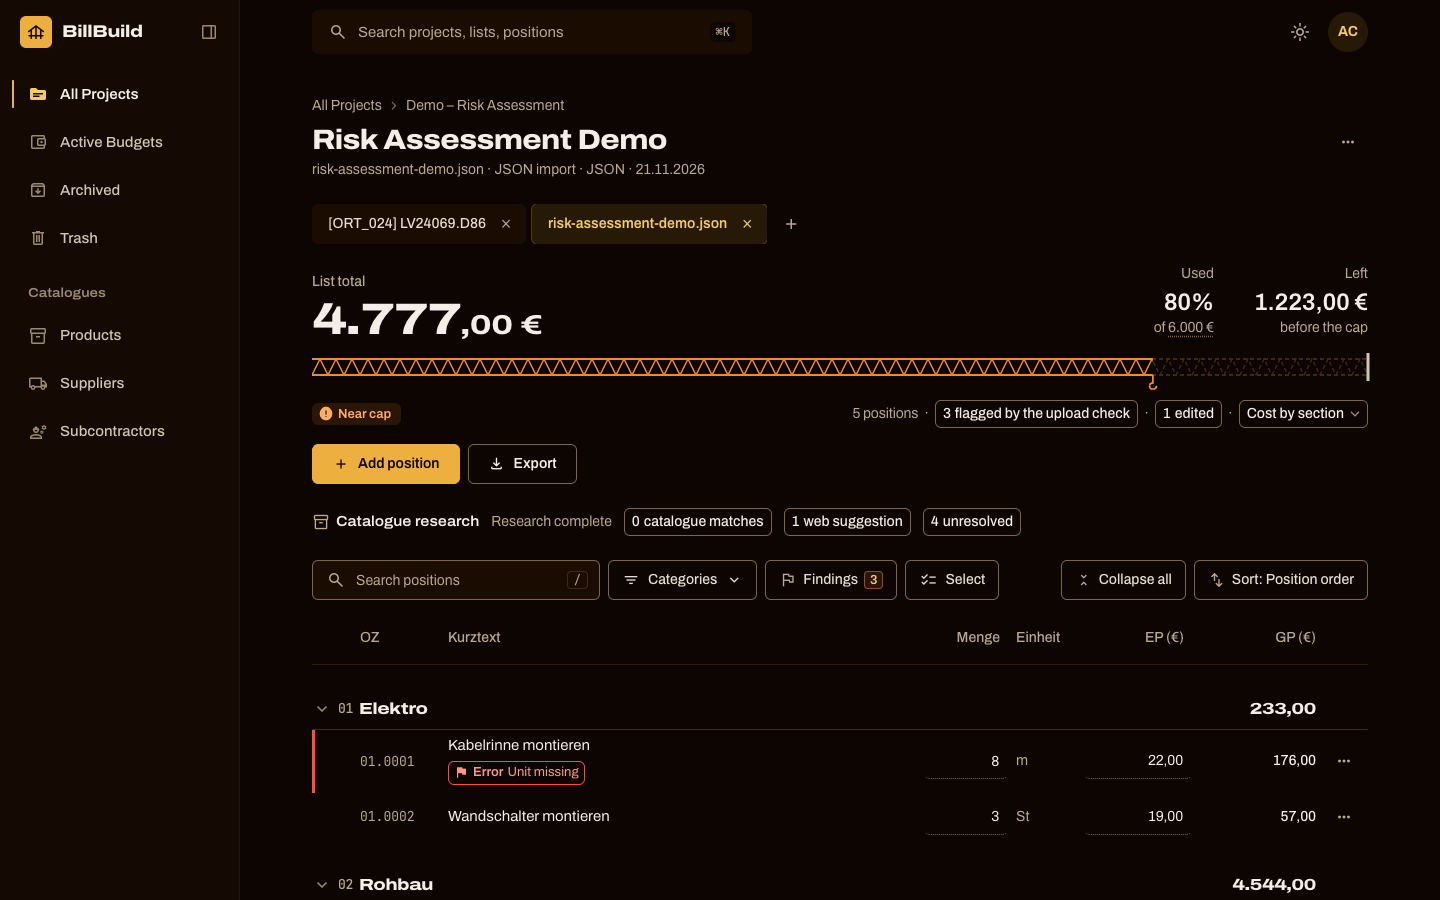 BillBuild
Search projects, lists, positions
⌘K
AC
All Projects
Active Budgets
Archived
Trash
Catalogues
Products
Suppliers
Subcontractors
All Projects > Demo – Risk Assessment
Risk Assessment Demo
risk-assessment-demo.json · JSON import · JSON · 21.11.2026
[ORT_024] LV24069.D86 ×
risk-assessment-demo.json ×
+
List total
4.777,00 €
Used
80%
of 6.000 €
Left
1.223,00 €
before the cap
Near cap
5 positions · 3 flagged by the upload check · 1 edited · Cost by section
+ Add position
Export
Catalogue research Research complete 0 catalogue matches 1 web suggestion 4 unresolved
Search positions /
Categories
Findings 3
Select
Collapse all
Sort: Position order
OZ Kurztext Menge Einheit EP (€) GP (€)
01 Elektro 233,00
01.0001 Kabelrinne montieren 8 m 22,00 176,00
Error Unit missing
01.0002 Wandschalter montieren 3 St 19,00 57,00
02 Rohbau 4.544,00